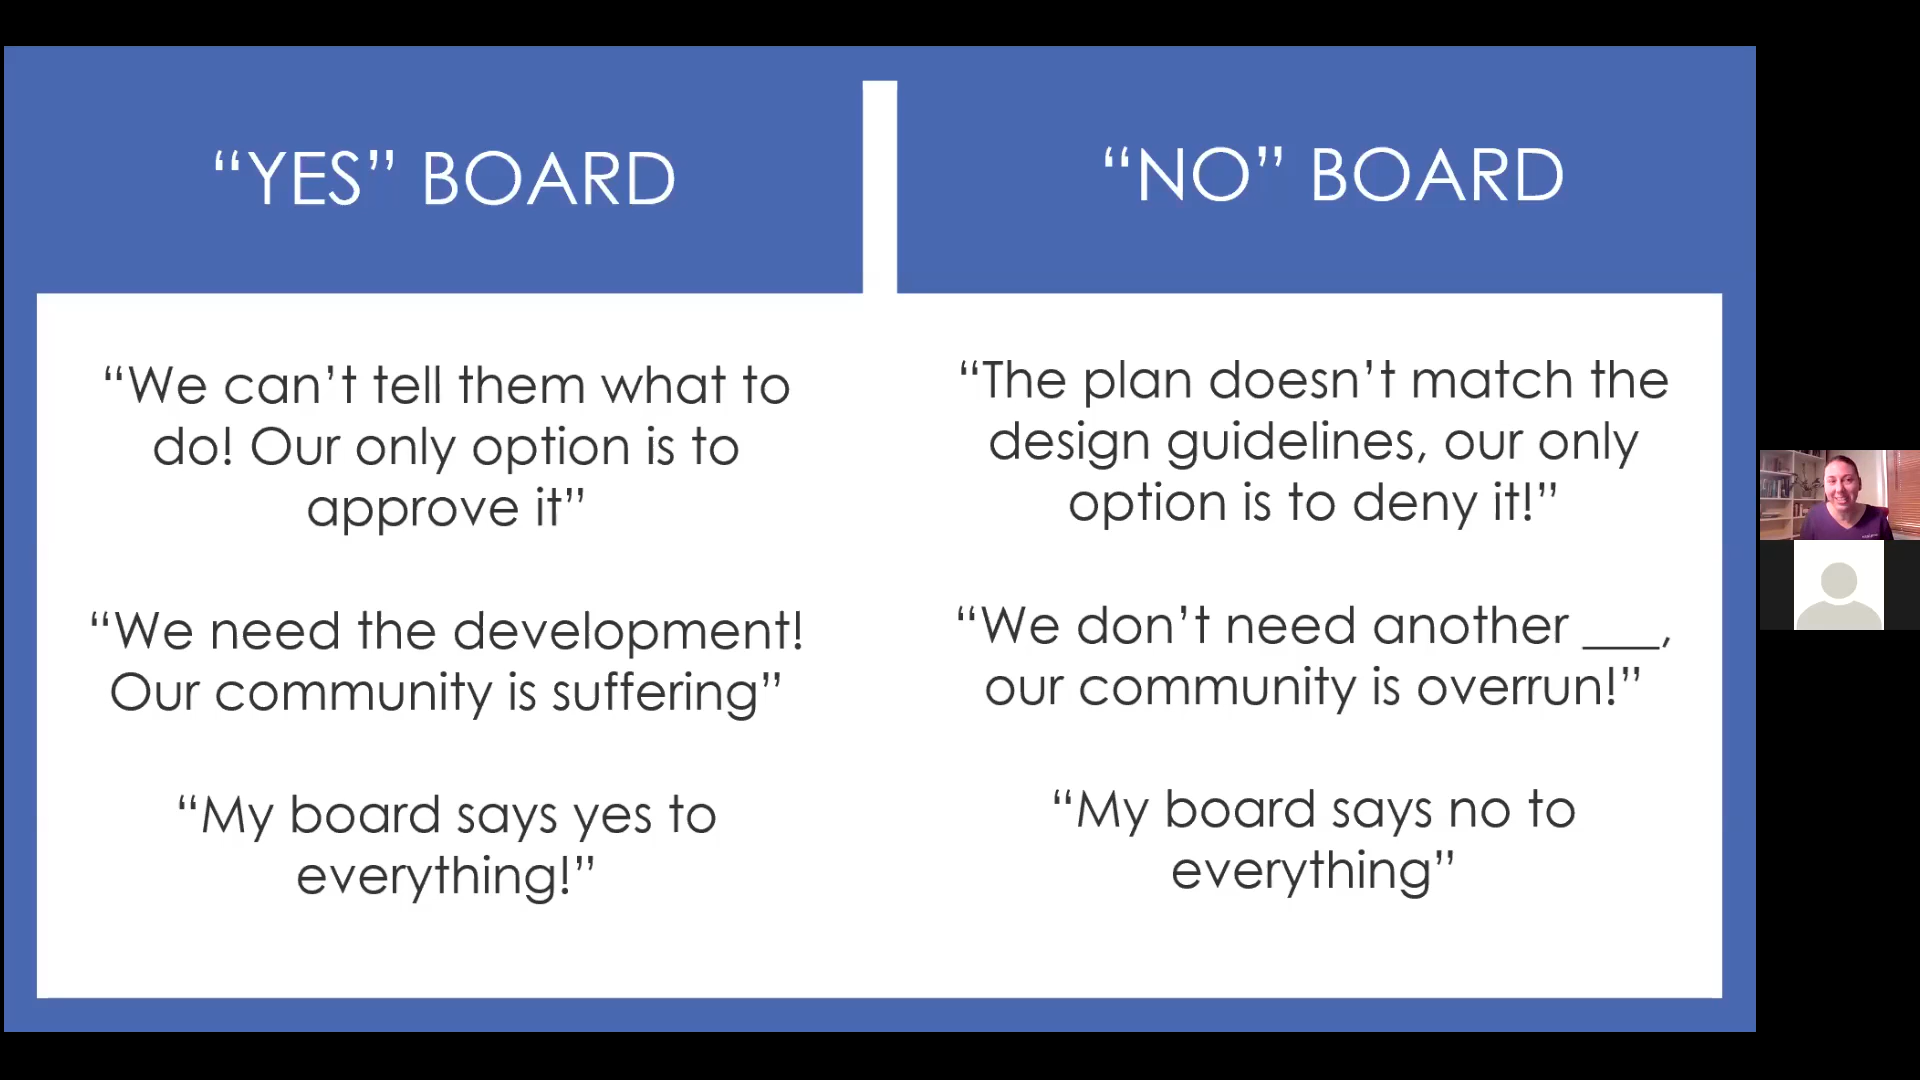 “YES” BOARD
“We can’t tell them what to
do! Our only option is to
approve it”
“We need the development!
Our community is suffering”
“My board says yes to
everything!”
“NO” BOARD
“The plan doesn’t match the
design guidelines, our only
option is to deny it!”
“We don’t need another ___,
our community is overrun!”
“My board says no to
everything”